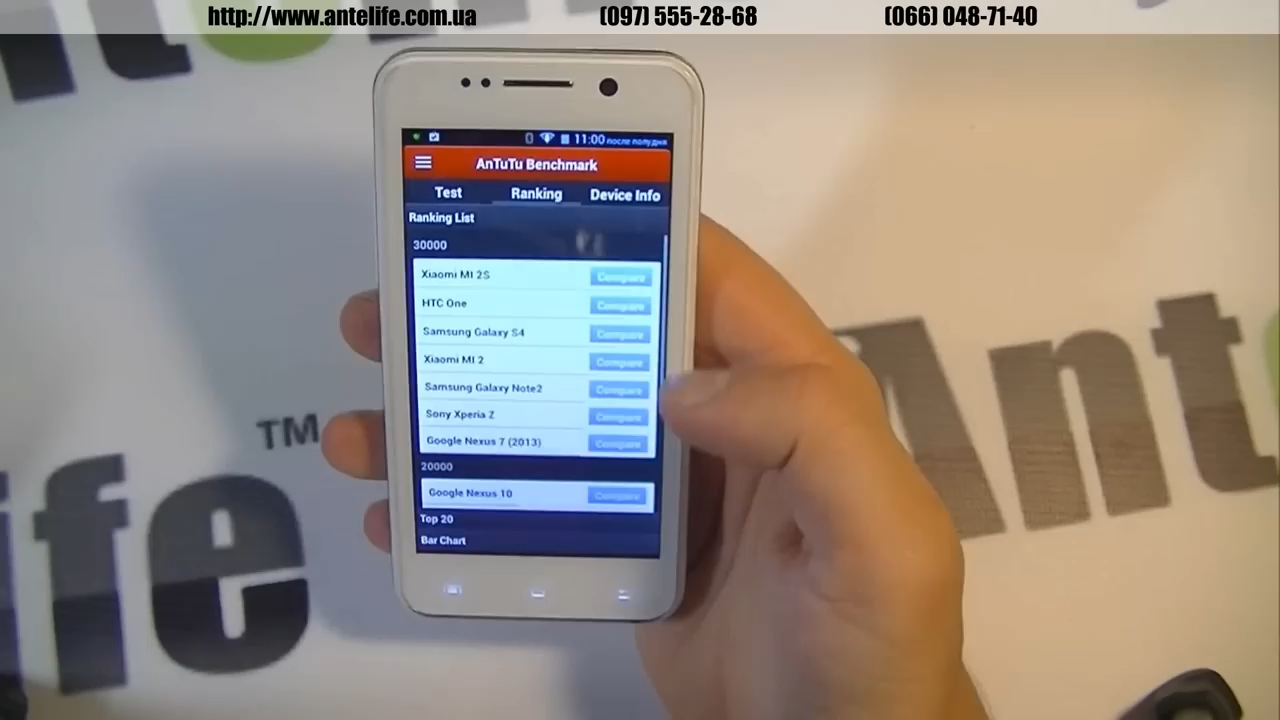 http://www.antelife.com.ua (097) 555-28-68 (066) 048-71-40
11:00 после полудня
AnTuTu Benchmark
Test Ranking Device Info
Ranking List
30000
Xiaomi MI 2S Compare
HTC One Compare
Samsung Galaxy S4 Compare
Xiaomi MI 2 Compare
Samsung Galaxy Note2 Compare
Sony Xperia Z Compare
Google Nexus 7 (2013) Compare
20000
Google Nexus 10 Compare
Top 20
Bar Chart
TM
ife
Ant